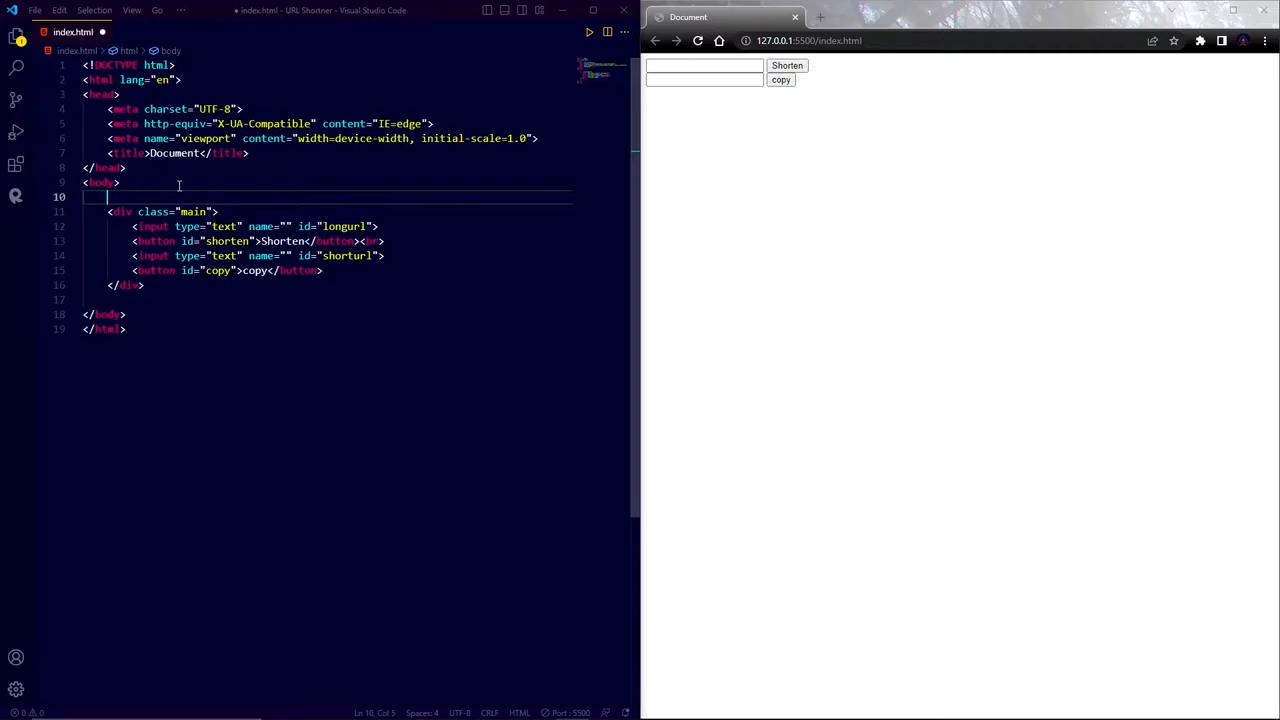 File Edit Selection View Go ··· ● index.html - URL Shortner - Visual Studio Code
index.html ●
index.html > html > body
1 <!DOCTYPE html>
2 <html lang="en">
3 <head>
4 <meta charset="UTF-8">
5 <meta http-equiv="X-UA-Compatible" content="IE=edge">
6 <meta name="viewport" content="width=device-width, initial-scale=1.0">
7 <title>Document</title>
8 </head>
9 <body>
10
11 <div class="main">
12 <input type="text" name="" id="longurl">
13 <button id="shorten">Shorten</button><br>
14 <input type="text" name="" id="shorturl">
15 <button id="copy">copy</button>
16 </div>
17
18 </body>
19 </html>
0 0 Ln 10, Col 5 Spaces: 4 UTF-8 CRLF HTML Port : 5500
Document
127.0.0.1:5500/index.html
Shorten
copy